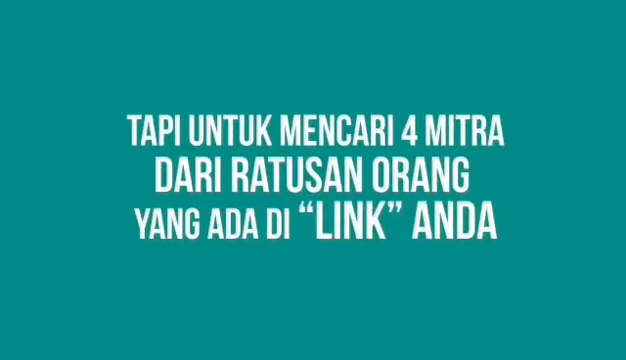 TAPI UNTUK MENCARI 4 MITRA
DARI RATUSAN ORANG
YANG ADA DI “LINK” ANDA